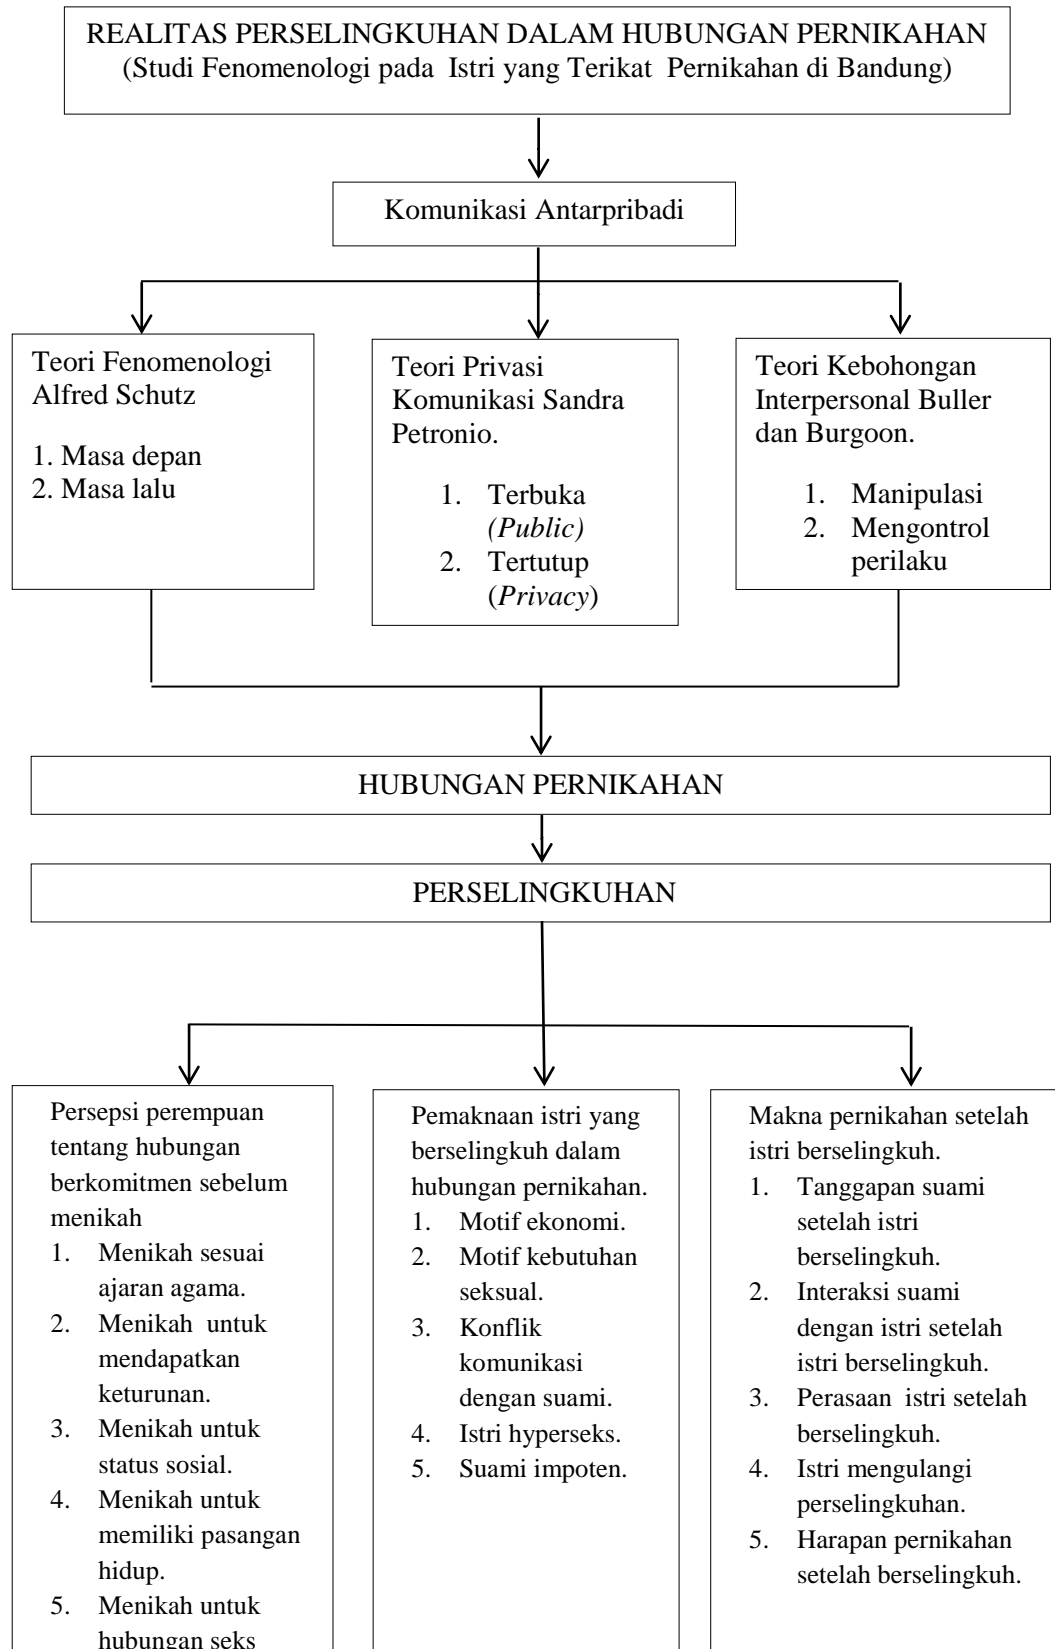 REALITAS PERSELINGKUHAN DALAM HUBUNGAN PERNIKAHAN
(Studi Fenomenologi pada Istri yang Terikat Pernikahan di Bandung)
Komunikasi Antarpribadi
Teori Fenomenologi
Alfred Schutz
1. Masa depan
2. Masa lalu
Teori Privasi
Komunikasi Sandra
Petronio.
1. Terbuka
(Public)
2. Tertutup
(Privacy)
Teori Kebohongan
Interpersonal Buller
dan Burgoon.
1. Manipulasi
2. Mengontrol
perilaku
HUBUNGAN PERNIKAHAN
PERSELINGKUHAN
Persepsi perempuan
tentang hubungan
berkomitmen sebelum
menikah
1. Menikah sesuai
ajaran agama.
2. Menikah untuk
mendapatkan
keturunan.
3. Menikah untuk
status sosial.
4. Menikah untuk
memiliki pasangan
hidup.
5. Menikah untuk
hubungan seks
Pemaknaan istri yang
berselingkuh dalam
hubungan pernikahan.
1. Motif ekonomi.
2. Motif kebutuhan
seksual.
3. Konflik
komunikasi
dengan suami.
4. Istri hyperseks.
5. Suami impoten.
Makna pernikahan setelah
istri berselingkuh.
1. Tanggapan suami
setelah istri
berselingkuh.
2. Interaksi suami
dengan istri setelah
istri berselingkuh.
3. Perasaan istri setelah
berselingkuh.
4. Istri mengulangi
perselingkuhan.
5. Harapan pernikahan
setelah berselingkuh.